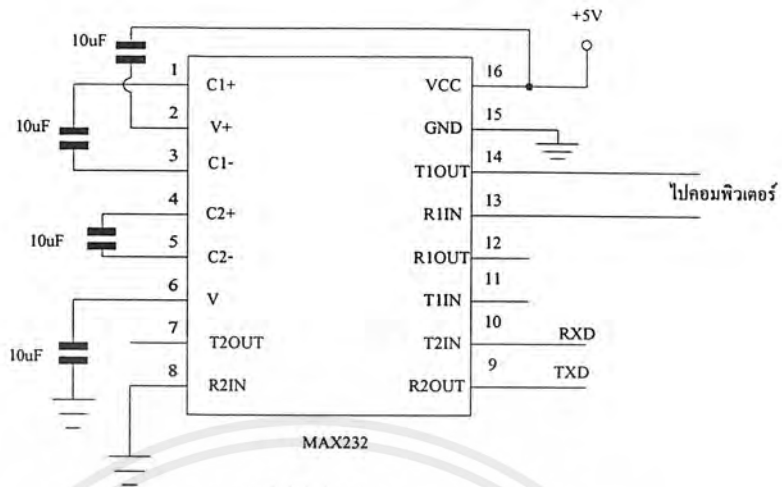 +5V
10uF
1 C1+
VCC 16
2 V+
GND 15
10uF
3 C1-
T1OUT 14
ไปคอมพิวเตอร์
4 C2+
R1IN 13
10uF
5 C2-
R1OUT 12
6 V
T1IN 11
7 T2OUT
T2IN 10 RXD
10uF
8 R2IN
R2OUT 9 TXD
MAX232